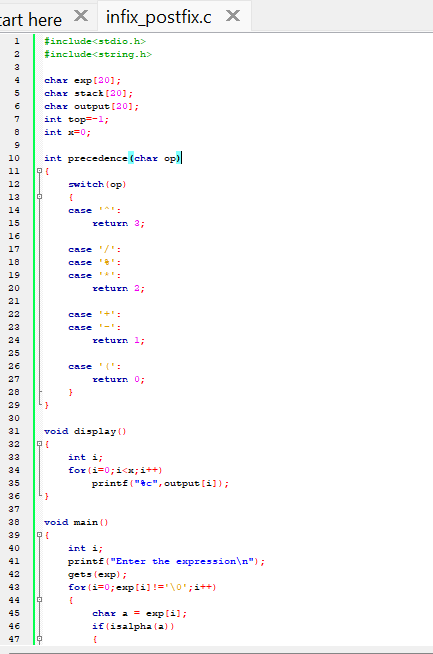 tart here
infix_postfix.c
1 #include<stdio.h>
2 #include<string.h>
3
4 char exp[20];
5 char stack[20];
6 char output[20];
7 int top=-1;
8 int x=0;
9
10 int precedence(char op)
11 {
12 switch(op)
13 {
14 case '^':
15 return 3;
16
17 case '/':
18 case '%':
19 case '*':
20 return 2;
21
22 case '+':
23 case '-':
24 return 1;
25
26 case '(':
27 return 0;
28 }
29 }
30
31 void display()
32 {
33 int i;
34 for(i=0;i<x;i++)
35 printf("%c",output[i]);
36 }
37
38 void main()
39 {
40 int i;
41 printf("Enter the expression\n");
42 gets(exp);
43 for(i=0;exp[i]!='\0';i++)
44 {
45 char a = exp[i];
46 if(isalpha(a))
47 {